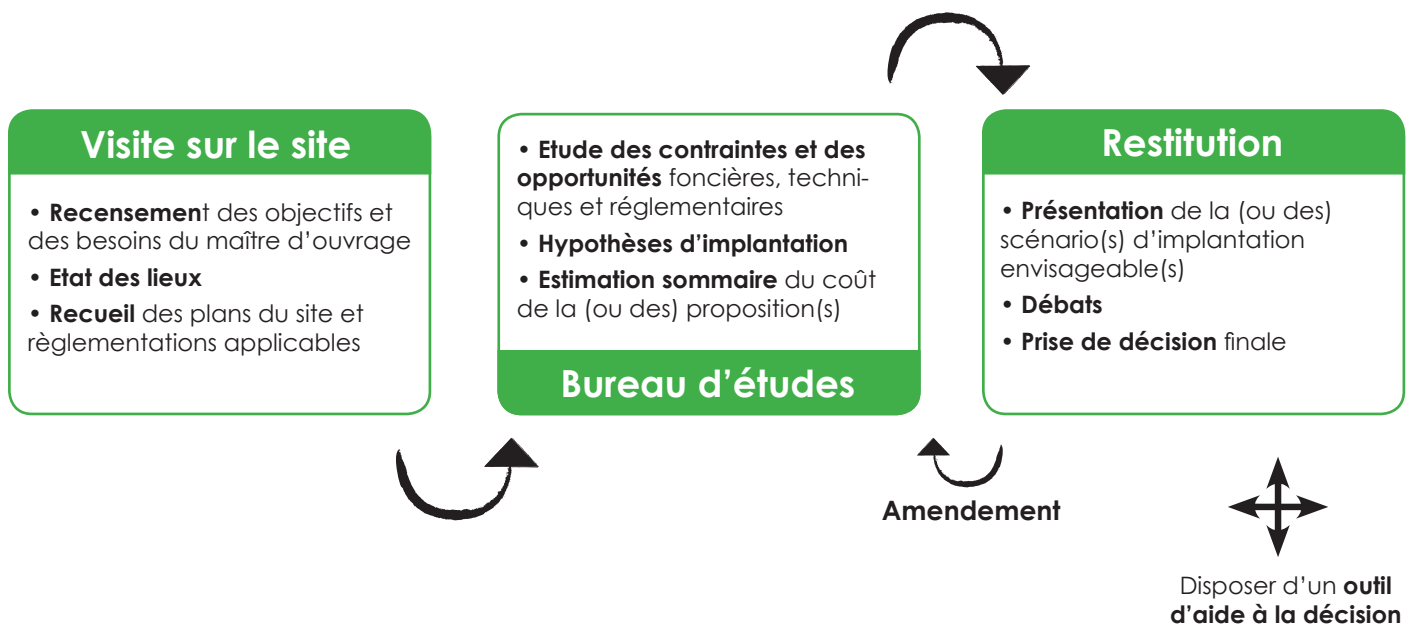 Visite sur le site
• Recensement des objectifs et
des besoins du maître d’ouvrage
• Etat des lieux
• Recueil des plans du site et
règlementations applicables
• Etude des contraintes et des
opportunités foncières, techni-
ques et réglementaires
• Hypothèses d’implantation
• Estimation sommaire du coût
de la (ou des) proposition(s)
Bureau d’études
Restitution
• Présentation de la (ou des)
scénario(s) d’implantation
envisageable(s)
• Débats
• Prise de décision finale
Amendement
Disposer d’un outil
d’aide à la décision